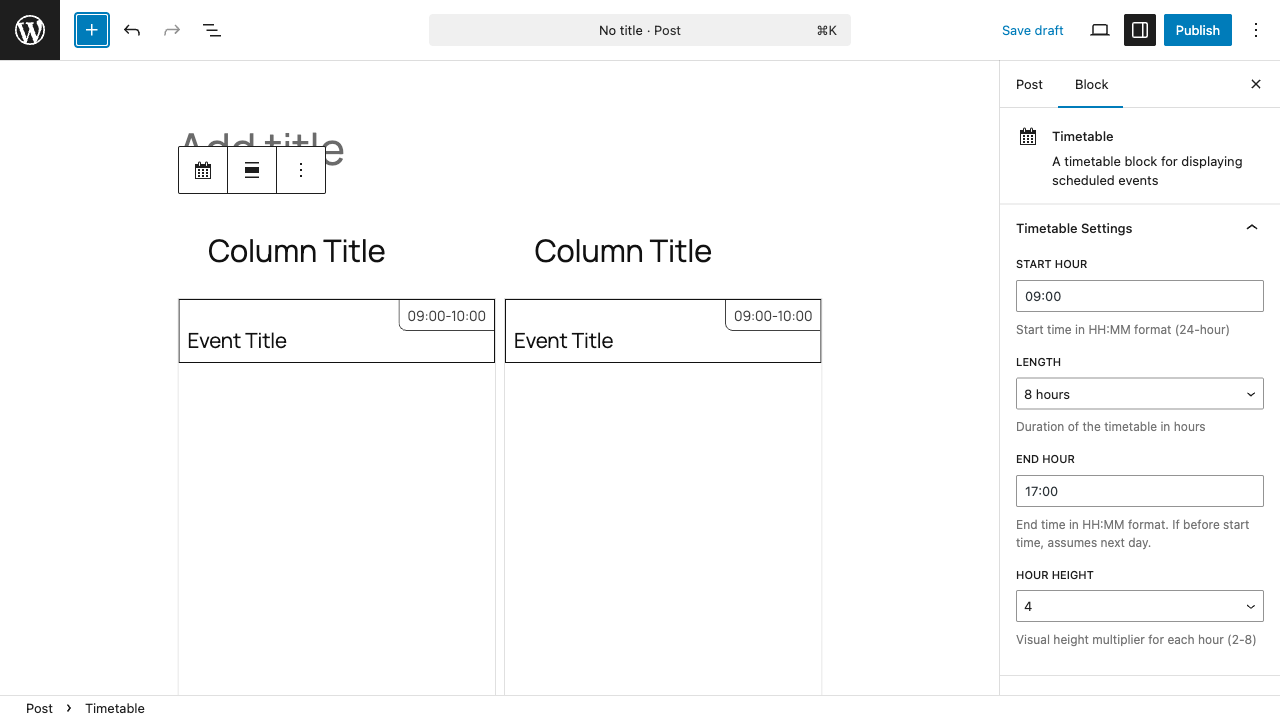 No title · Post
⌘K
Save draft
Publish
Add title
Column Title
09:00-10:00
Event Title
Column Title
09:00-10:00
Event Title
Post
Block
Timetable
A timetable block for displaying
scheduled events
Timetable Settings
START HOUR
09:00
Start time in HH:MM format (24-hour)
LENGTH
8 hours
Duration of the timetable in hours
END HOUR
17:00
End time in HH:MM format. If before start
time, assumes next day.
HOUR HEIGHT
4
Visual height multiplier for each hour (2-8)
Post › Timetable